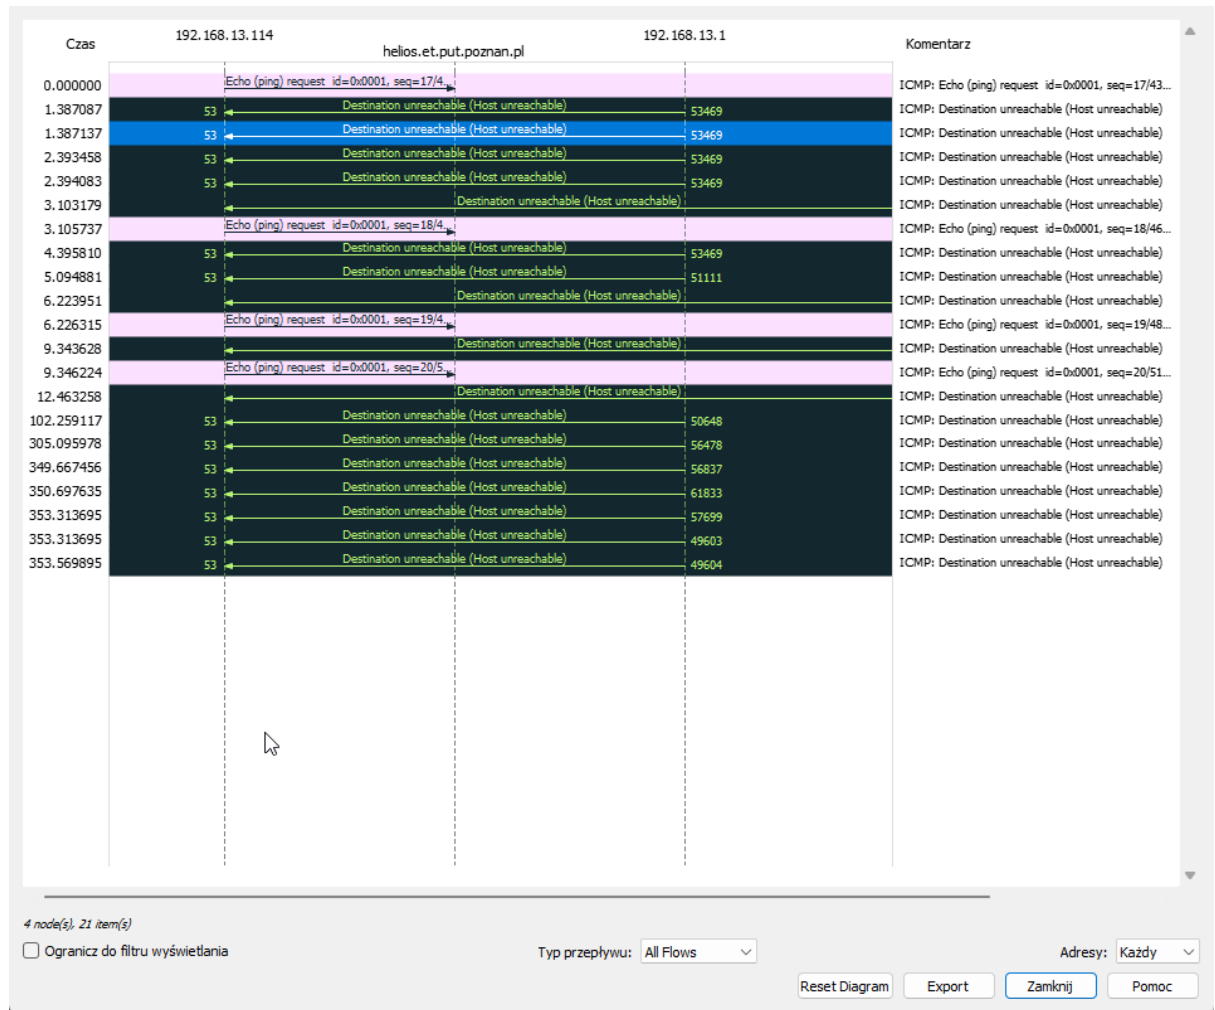 Czas 192.168.13.114 helios.et.put.poznan.pl 192.168.13.1 Komentarz
0.000000 Echo (ping) request id=0x0001, seq=17/4... ICMP: Echo (ping) request id=0x0001, seq=17/43...
1.387087 53 Destination unreachable (Host unreachable) 53469 ICMP: Destination unreachable (Host unreachable)
1.387137 53 Destination unreachable (Host unreachable) 53469 ICMP: Destination unreachable (Host unreachable)
2.393458 53 Destination unreachable (Host unreachable) 53469 ICMP: Destination unreachable (Host unreachable)
2.394083 53 Destination unreachable (Host unreachable) 53469 ICMP: Destination unreachable (Host unreachable)
3.103179 Destination unreachable (Host unreachable) ICMP: Destination unreachable (Host unreachable)
3.105737 Echo (ping) request id=0x0001, seq=18/4... ICMP: Echo (ping) request id=0x0001, seq=18/46...
4.395810 53 Destination unreachable (Host unreachable) 53469 ICMP: Destination unreachable (Host unreachable)
5.094881 53 Destination unreachable (Host unreachable) 51111 ICMP: Destination unreachable (Host unreachable)
6.223951 Destination unreachable (Host unreachable) ICMP: Destination unreachable (Host unreachable)
6.226315 Echo (ping) request id=0x0001, seq=19/4... ICMP: Echo (ping) request id=0x0001, seq=19/48...
9.343628 Destination unreachable (Host unreachable) ICMP: Destination unreachable (Host unreachable)
9.346224 Echo (ping) request id=0x0001, seq=20/5... ICMP: Echo (ping) request id=0x0001, seq=20/51...
12.463258 Destination unreachable (Host unreachable) ICMP: Destination unreachable (Host unreachable)
102.259117 53 Destination unreachable (Host unreachable) 50648 ICMP: Destination unreachable (Host unreachable)
305.095978 53 Destination unreachable (Host unreachable) 56478 ICMP: Destination unreachable (Host unreachable)
349.667456 53 Destination unreachable (Host unreachable) 56837 ICMP: Destination unreachable (Host unreachable)
350.697635 53 Destination unreachable (Host unreachable) 61833 ICMP: Destination unreachable (Host unreachable)
353.313695 53 Destination unreachable (Host unreachable) 57699 ICMP: Destination unreachable (Host unreachable)
353.313695 53 Destination unreachable (Host unreachable) 49603 ICMP: Destination unreachable (Host unreachable)
353.569895 53 Destination unreachable (Host unreachable) 49604 ICMP: Destination unreachable (Host unreachable)
4 node(s), 21 item(s)
Ogranicz do filtru wyświetlania Typ przepływu: All Flows Adresy: Każdy
Reset Diagram Export Zamknij Pomoc